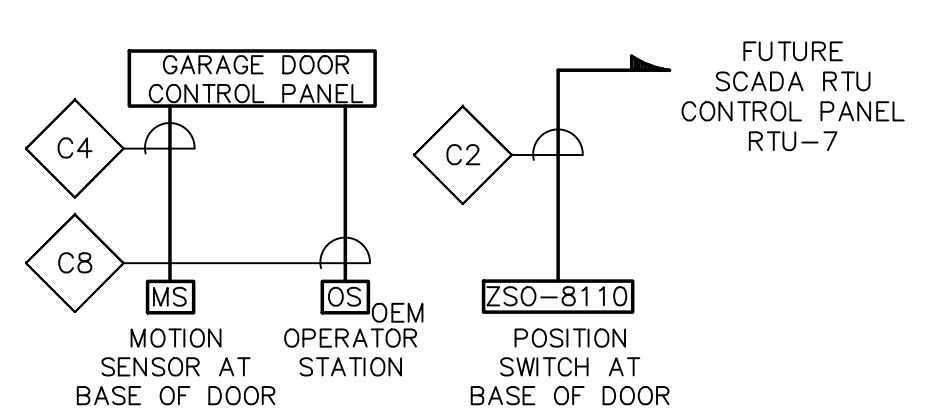 GARAGE DOOR
CONTROL PANEL
FUTURE
SCADA RTU
CONTROL PANEL
RTU-7
C4
C2
C8
MS
OS
OEM
ZSO-8110
MOTION
SENSOR AT
BASE OF DOOR
OPERATOR
STATION
POSITION
SWITCH AT
BASE OF DOOR